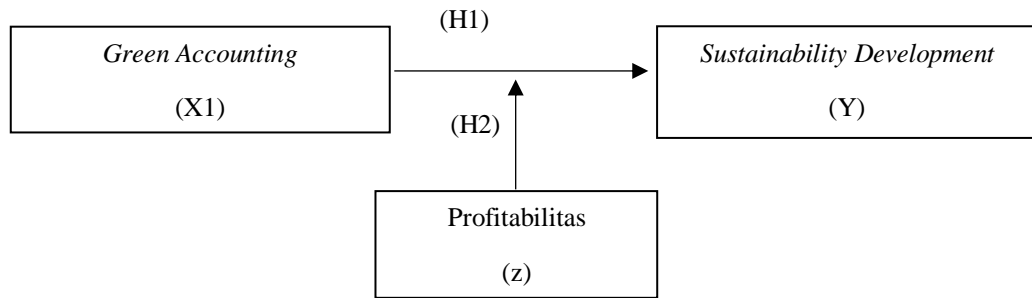 (H1)
Green Accounting
(X1)
Sustainability Development
(Y)
(H2)
Profitabilitas
(z)